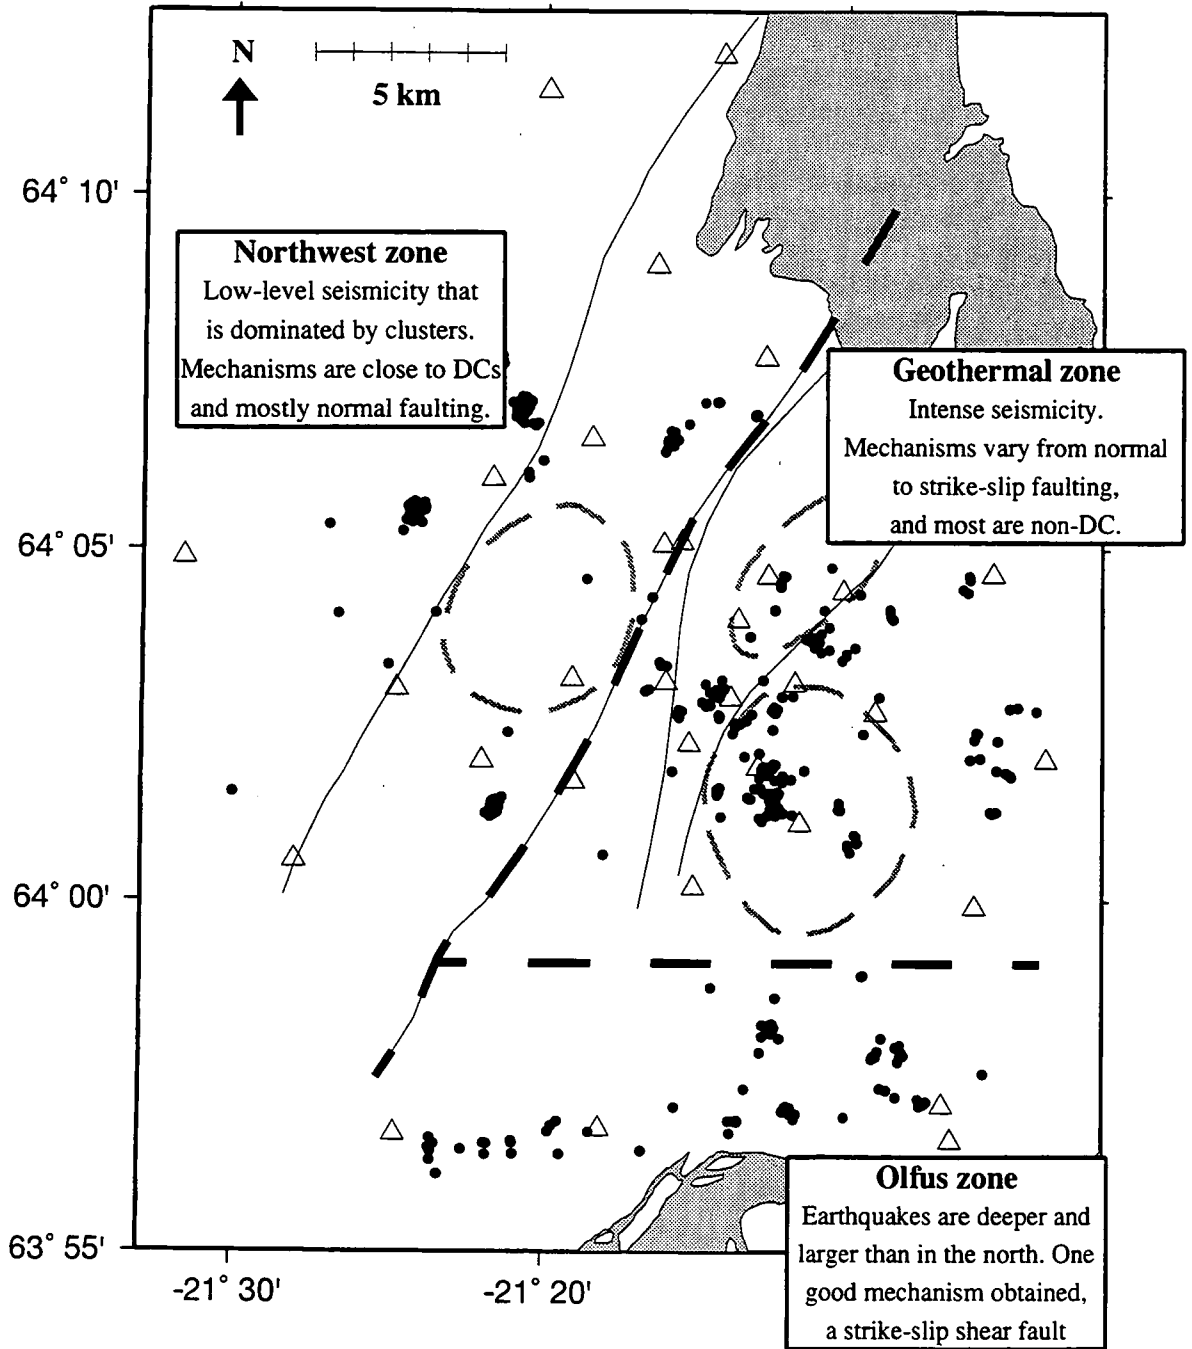 N
5 km
64° 10'
Northwest zone
Low-level seismicity that
is dominated by clusters.
Mechanisms are close to DCs
and mostly normal faulting.
Geothermal zone
Intense seismicity.
Mechanisms vary from normal
to strike-slip faulting,
and most are non-DC.
64° 05'
64° 00'
63° 55'
Olfus zone
Earthquakes are deeper and
larger than in the north. One
good mechanism obtained,
a strike-slip shear fault
-21° 30'
-21° 20'